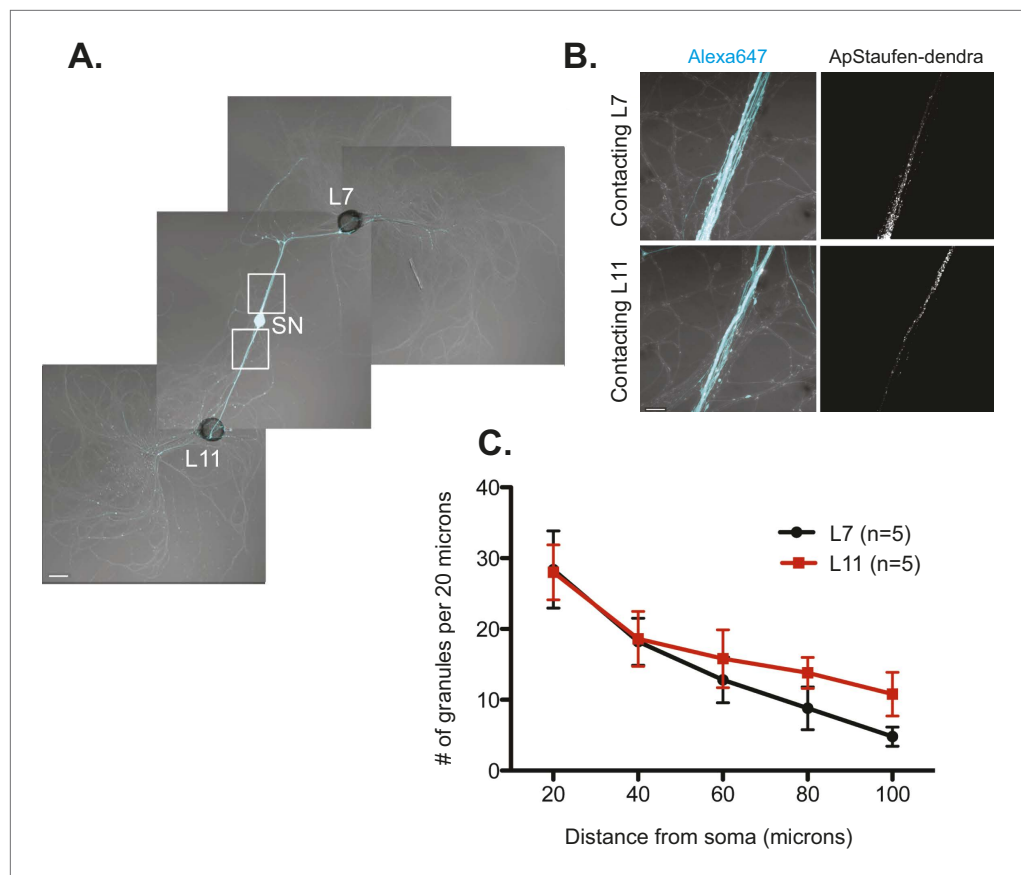 A.
L7
SN
L11
B.
Alexa647
ApStaufen-dendra
Contacting L7
Contacting L11
C.
# of granules per 20 microns
40
30
20
10
0
L7 (n=5)
L11 (n=5)
20 40 60 80 100
Distance from soma (microns)